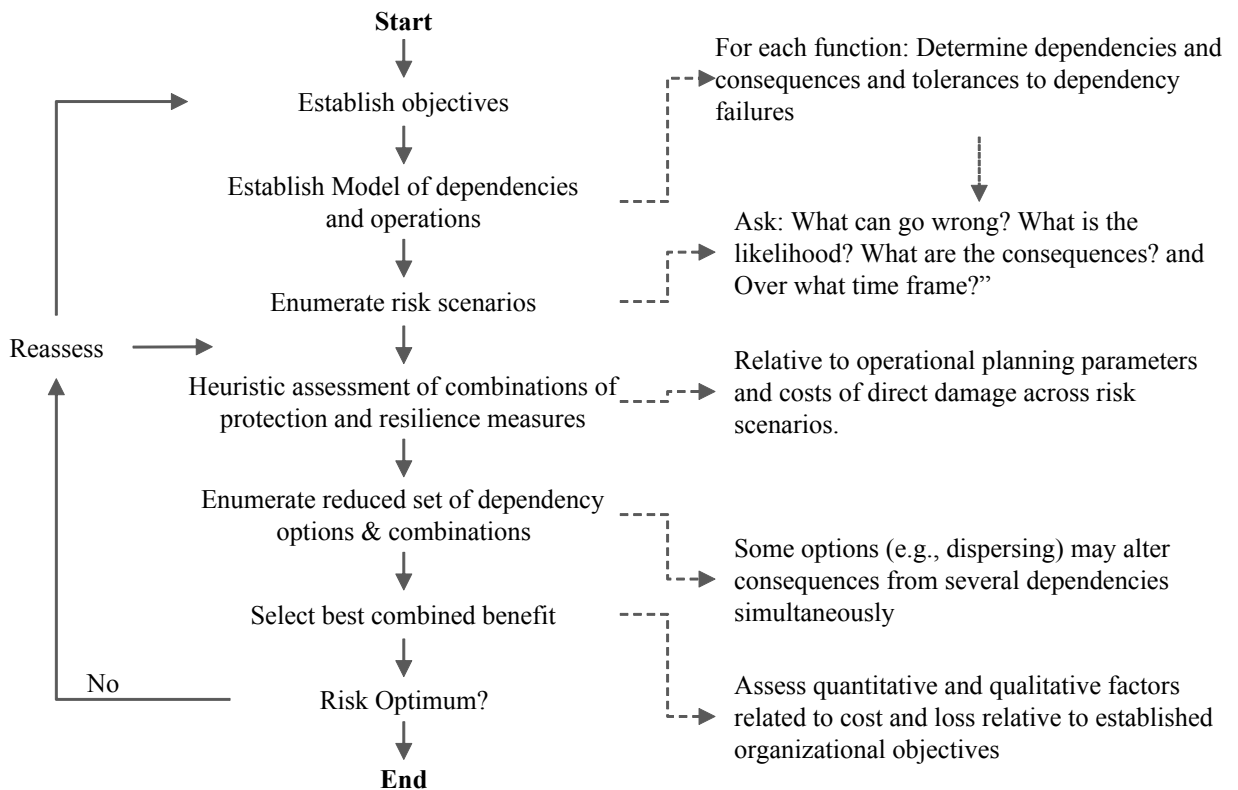 Start
Establish objectives
Establish Model of dependencies
and operations
Enumerate risk scenarios
Reassess
Heuristic assessment of combinations of
protection and resilience measures
Enumerate reduced set of dependency
options & combinations
Select best combined benefit
No
Risk Optimum?
End
For each function: Determine dependencies and
consequences and tolerances to dependency
failures
Ask: What can go wrong? What is the
likelihood? What are the consequences? and
Over what time frame?”
Relative to operational planning parameters
and costs of direct damage across risk
scenarios.
Some options (e.g., dispersing) may alter
consequences from several dependencies
simultaneously
Assess quantitative and qualitative factors
related to cost and loss relative to established
organizational objectives